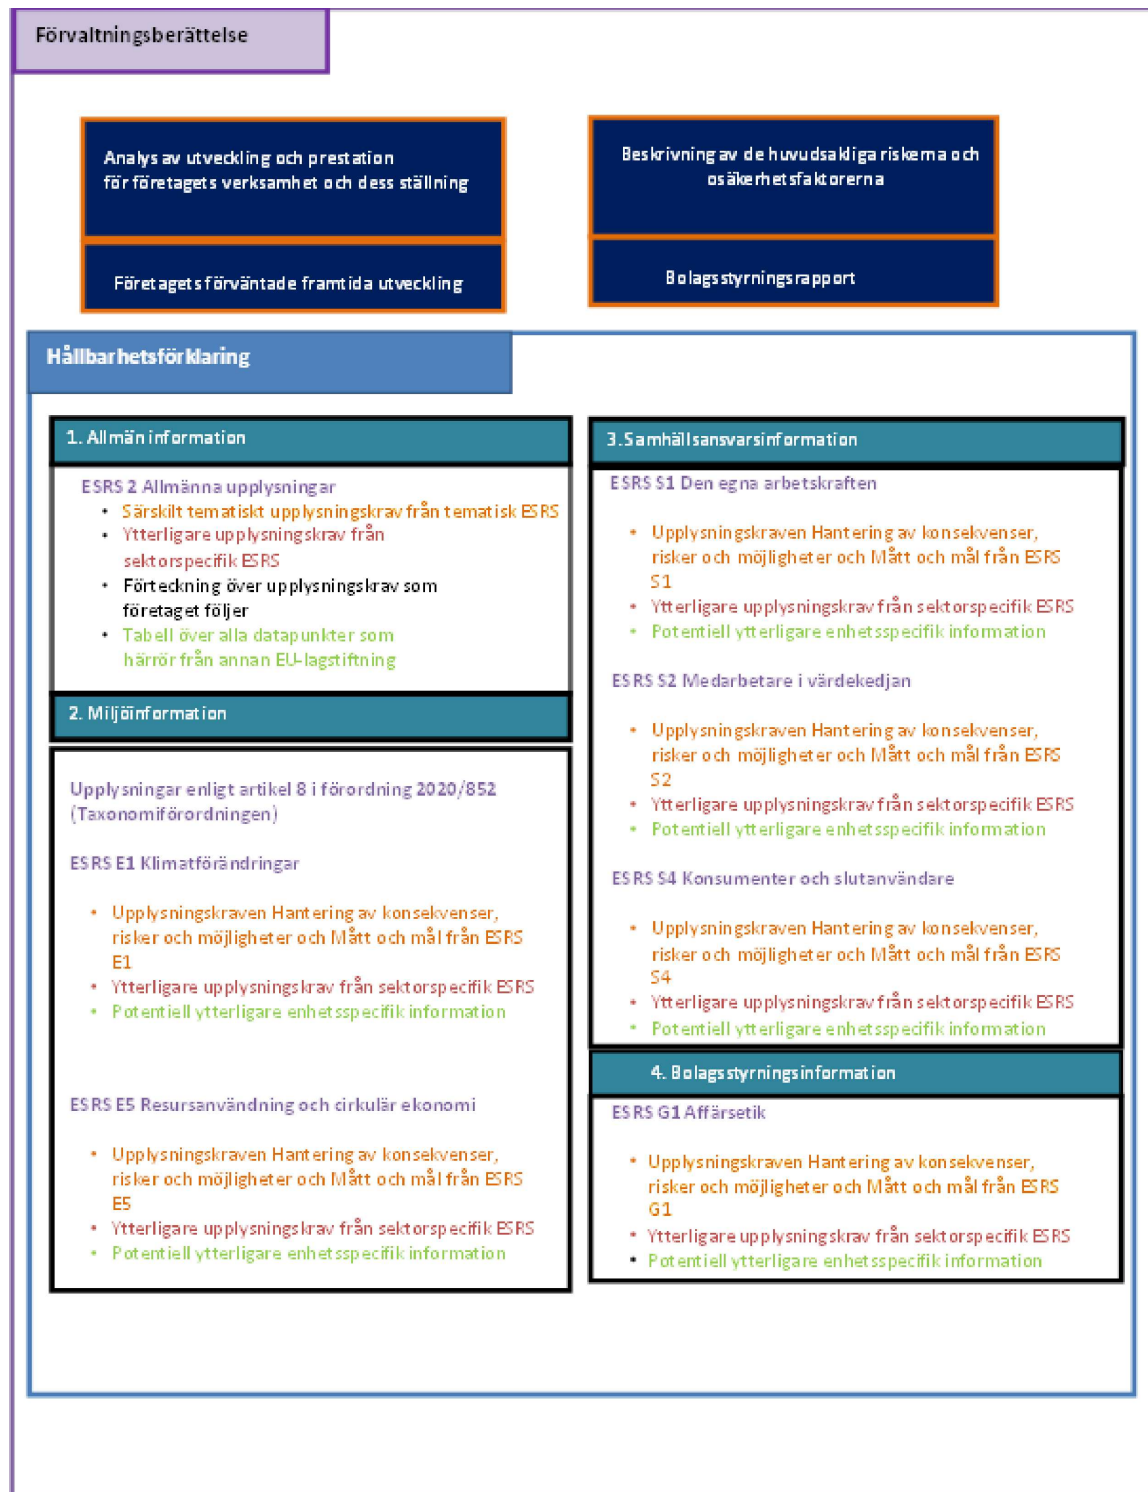 Förvaltningsberättelse
Analys av utveckling och prestation
för företagets verksamhet och dess ställning
Beskrivning av de huvudsakliga riskerna och
osäkerhetsfaktorerna
Företagets förväntade framtida utveckling
Bolagsstyrningsrapport
Hållbarhetsförklaring
1. Allmän information
ESRS 2 Allmänna upplysningar
• Särskilt tematiskt upplysningskrav från tematisk ESRS
• Ytterligare upplysningskrav från
sektorspecifik ESRS
• Förteckning över upplysningskrav som
företaget följer
• Tabell över alla datapunkter som
härrör från annan EU-lagstiftning
2. Miljöinformation
Upplysningar enligt artikel 8 i förordning 2020/852
(Taxonomiförordningen)
ESRS E1 Klimatförändringar
• Upplysningskraven Hantering av konsekvenser,
risker och möjligheter och Mått och mål från ESRS
E1
• Ytterligare upplysningskrav från sektorspecifik ESRS
• Potentiell ytterligare enhetsspecifik information
ESRS E5 Resursanvändning och cirkulär ekonomi
• Upplysningskraven Hantering av konsekvenser,
risker och möjligheter och Mått och mål från ESRS
E5
• Ytterligare upplysningskrav från sektorspecifik ESRS
• Potentiell ytterligare enhetsspecifik information
3.Samhällsansvarsinformation
ESRS S1 Den egna arbetskraften
• Upplysningskraven Hantering av konsekvenser,
risker och möjligheter och Mått och mål från ESRS
S1
• Ytterligare upplysningskrav från sektorspecifik ESRS
• Potentiell ytterligare enhetsspecifik information
ESRS S2 Medarbetare i värdekedjan
• Upplysningskraven Hantering av konsekvenser,
risker och möjligheter och Mått och mål från ESRS
S2
• Ytterligare upplysningskrav från sektorspecifik ESRS
• Potentiell ytterligare enhetsspecifik information
ESRS S4 Konsumenter och slutanvändare
• Upplysningskraven Hantering av konsekvenser,
risker och möjligheter och Mått och mål från ESRS
S4
• Ytterligare upplysningskrav från sektorspecifik ESRS
• Potentiell ytterligare enhetsspecifik information
4. Bolagsstyrningsinformation
ESRS G1 Affärsetik
• Upplysningskraven Hantering av konsekvenser,
risker och möjligheter och Mått och mål från ESRS
G1
• Ytterligare upplysningskrav från sektorspecifik ESRS
• Potentiell ytterligare enhetsspecifik information